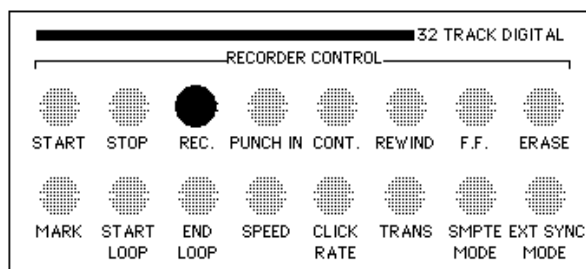 32 TRACK DIGITAL
RECORDER CONTROL
START STOP REC. PUNCH IN CONT. REWIND F.F. ERASE
MARK START LOOP END LOOP SPEED CLICK RATE TRANS SMPTE MODE EXT SYNC MODE